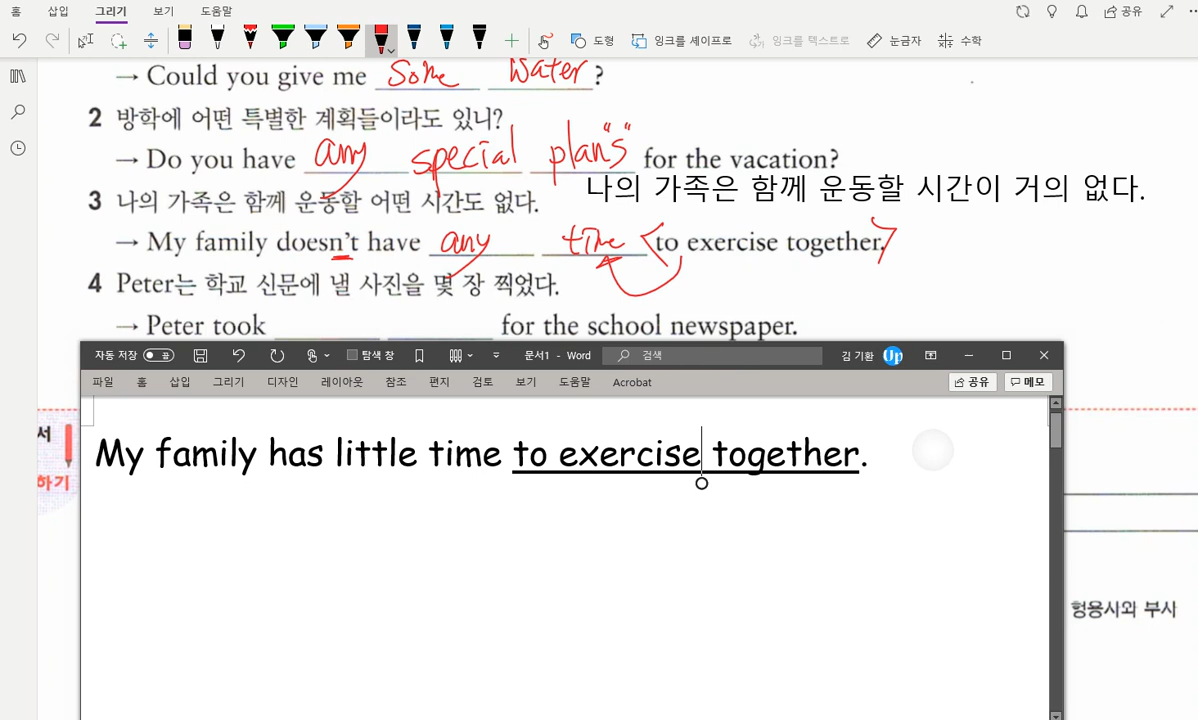 홈 삽입 그리기 보기 도움말 공유
도형 잉크를 셰이프로 잉크를 텍스트로 눈금자 수학
→ Could you give me Some Water ?
2 방학에 어떤 특별한 계획들이라도 있니?
→ Do you have any special plan"s" for the vacation?
3 나의 가족은 함께 운동할 어떤 시간도 없다.
나의 가족은 함께 운동할 시간이 거의 없다.
→ My family doesn't have any time <to exercise together.>
4 Peter는 학교 신문에 낼 사진을 몇 장 찍었다.
→ Peter took for the school newspaper.
자동 저장 끔 탐색 창 문서1 - Word 검색 김 기환 Up
파일 홈 삽입 그리기 디자인 레이아웃 참조 편지 검토 보기 도움말 Acrobat 공유 메모
My family has little time to exercise together.
서
하기
형용사와 부사